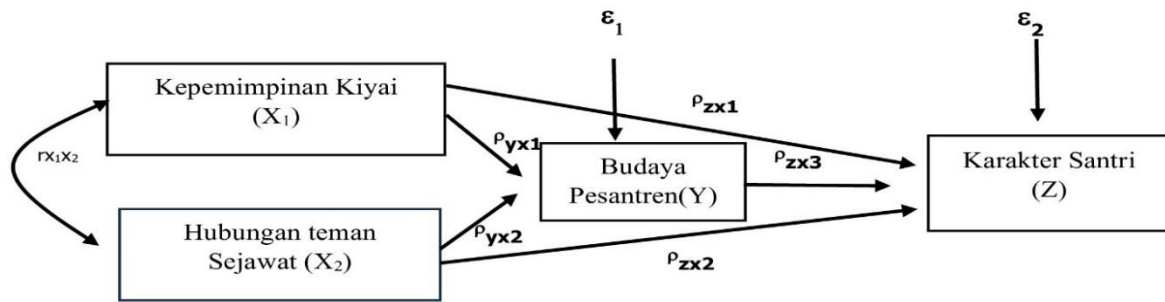 ε₁
ε₂
Kepemimpinan Kiyai
(X₁)
ρzx1
rx₁x₂
ρyx1
Budaya
Pesantren(Y)
ρzx3
Karakter Santri
(Z)
Hubungan teman
Sejawat (X₂)
ρyx2
ρzx2